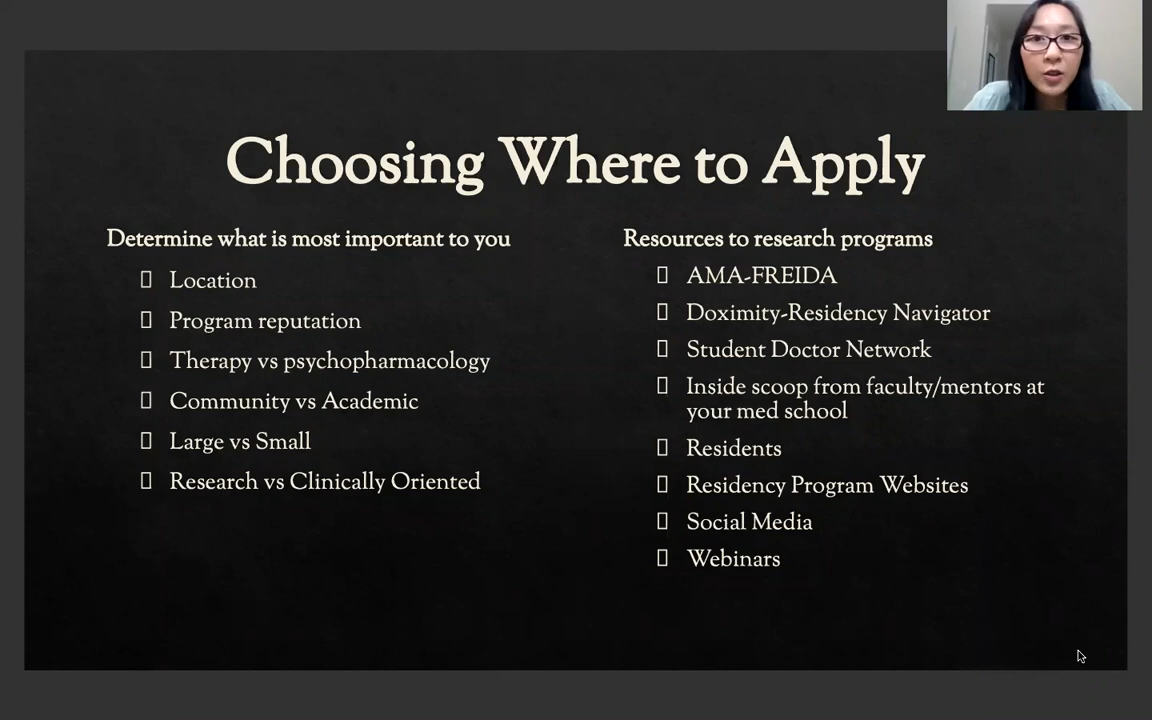 Choosing Where to Apply
Determine what is most important to you
Location
Program reputation
Therapy vs psychopharmacology
Community vs Academic
Large vs Small
Research vs Clinically Oriented
Resources to research programs
AMA-FREIDA
Doximity-Residency Navigator
Student Doctor Network
Inside scoop from faculty/mentors at
your med school
Residents
Residency Program Websites
Social Media
Webinars